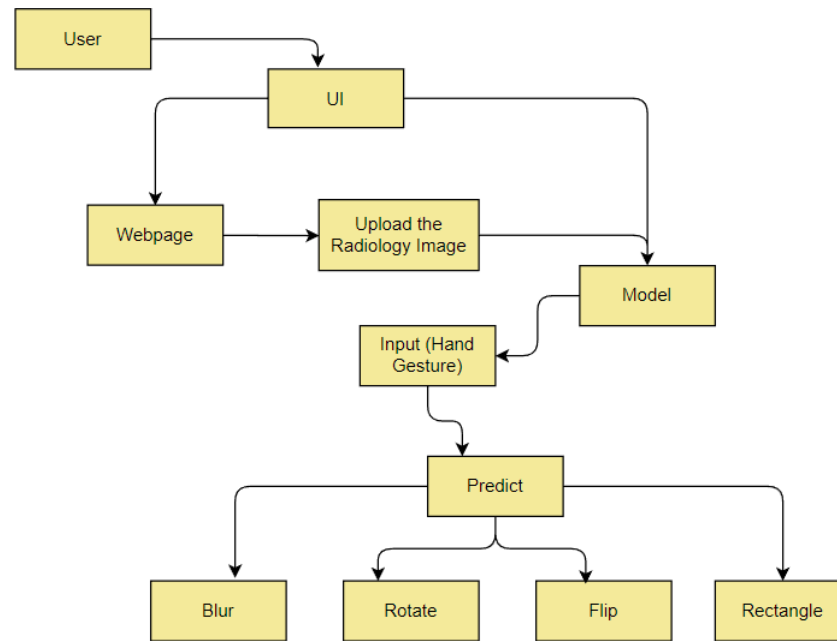 User
UI
Webpage
Upload the
Radiology Image
Model
Input (Hand
Gesture)
Predict
Blur
Rotate
Flip
Rectangle